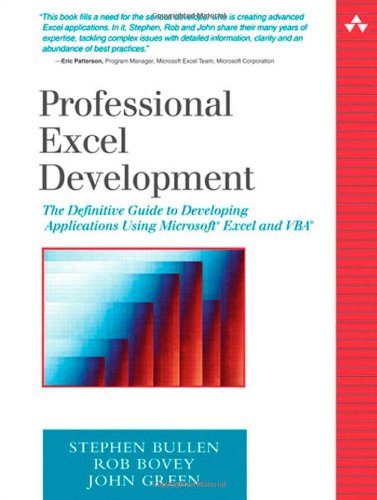 "This book fills a need for the serious developer who is creating advanced
Excel applications. In it, Stephen, Rob and John share their many years of
expertise, tackling complex issues with detailed information, clarity and an
abundance of best practices."
—Eric Patterson, Program Manager, Microsoft Excel Team, Microsoft Corporation
Professional
Excel
Development
The Definitive Guide to Developing
Applications Using Microsoft® Excel and VBA®
STEPHEN BULLEN
ROB BOVEY
JOHN GREEN